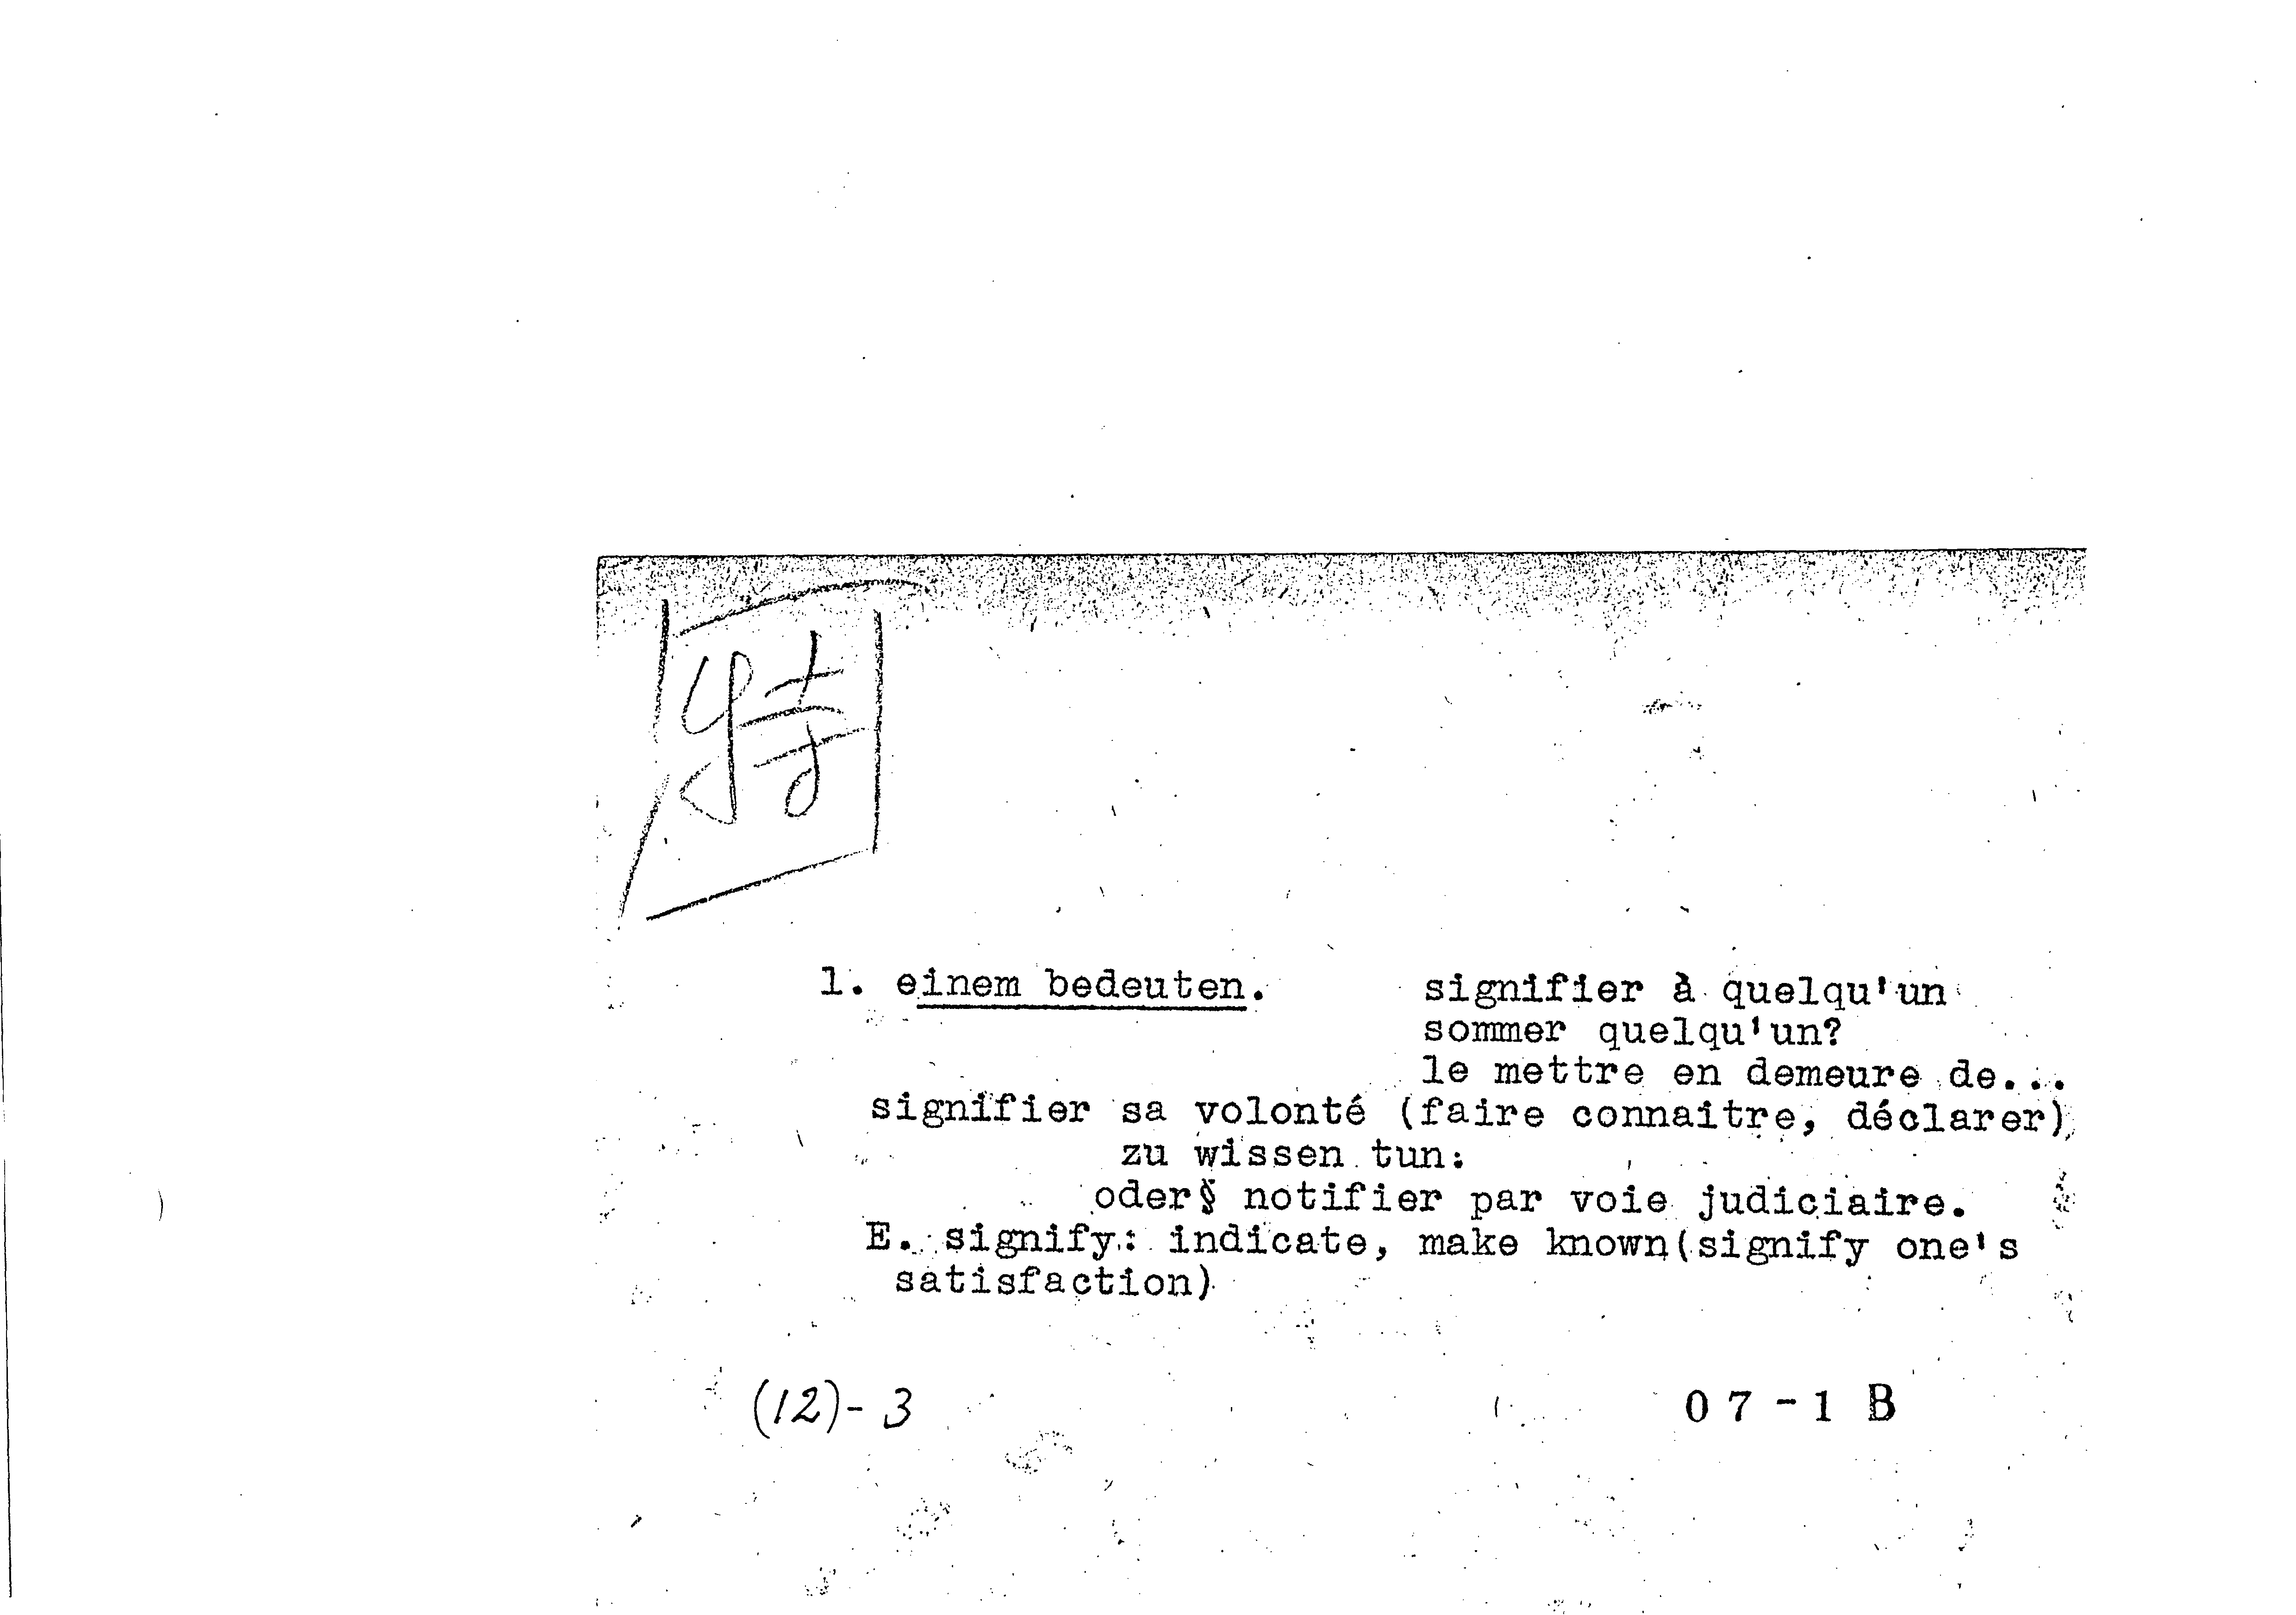 特
1. einem bedeuten. signifier à quelqu'un
sommer quelqu'un?
le mettre en demeure de...
signifier sa volonté (faire connaitre, déclarer)
zu wissen tun:
oder§ notifier par voie judiciaire.
E. signify: indicate, make known(signify one's
satisfaction)
(12)-3 07-1 B